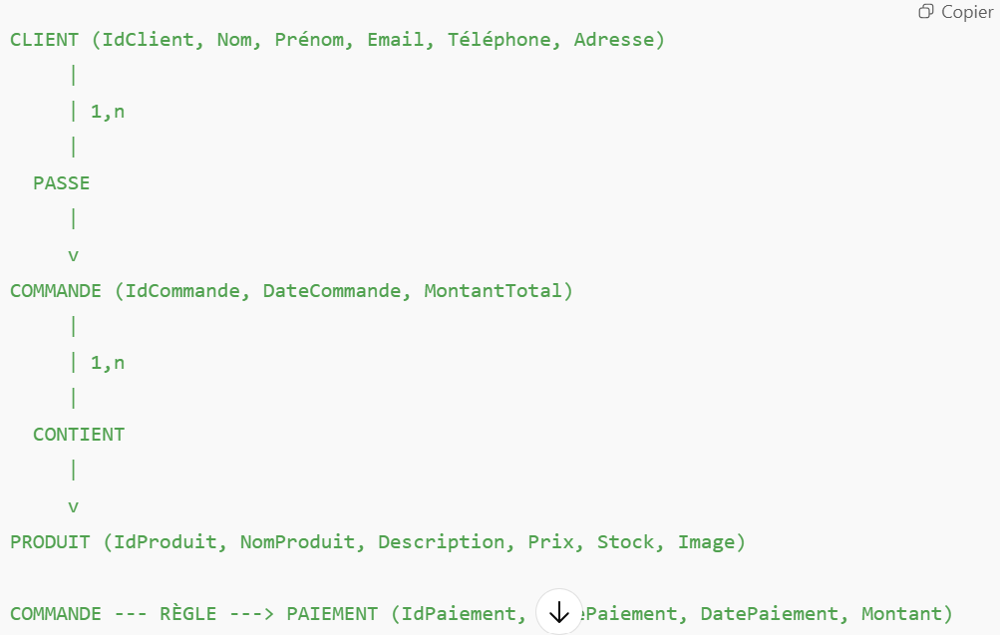 Copier
CLIENT (IdClient, Nom, Prénom, Email, Téléphone, Adresse)
|
| 1,n
|
PASSE
|
v
COMMANDE (IdCommande, DateCommande, MontantTotal)
|
| 1,n
|
CONTIENT
|
v
PRODUIT (IdProduit, NomProduit, Description, Prix, Stock, Image)
COMMANDE --- RÈGLE ---> PAIEMENT (IdPaiement, ePaiement, DatePaiement, Montant)